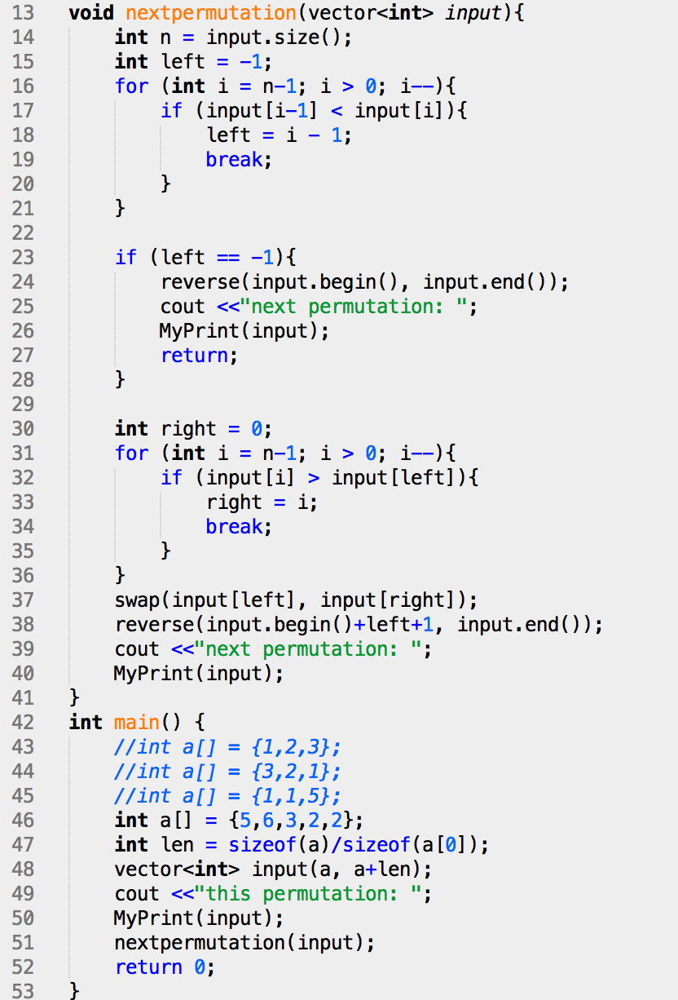 13 void nextpermutation(vector<int> input){
14     int n = input.size();
15     int left = -1;
16     for (int i = n-1; i > 0; i--){
17         if (input[i-1] < input[i]){
18             left = i - 1;
19             break;
20         }
21     }
22
23     if (left == -1){
24         reverse(input.begin(), input.end());
25         cout <<"next permutation: ";
26         MyPrint(input);
27         return;
28     }
29
30     int right = 0;
31     for (int i = n-1; i > 0; i--){
32         if (input[i] > input[left]){
33             right = i;
34             break;
35         }
36     }
37     swap(input[left], input[right]);
38     reverse(input.begin()+left+1, input.end());
39     cout <<"next permutation: ";
40     MyPrint(input);
41 }
42 int main() {
43     //int a[] = {1,2,3};
44     //int a[] = {3,2,1};
45     //int a[] = {1,1,5};
46     int a[] = {5,6,3,2,2};
47     int len = sizeof(a)/sizeof(a[0]);
48     vector<int> input(a, a+len);
49     cout <<"this permutation: ";
50     MyPrint(input);
51     nextpermutation(input);
52     return 0;
53 }